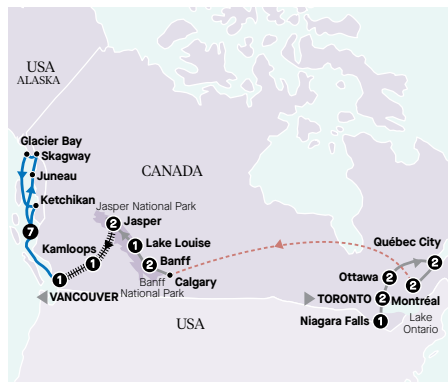 USA
ALASKA
Glacier Bay
Skagway
CANADA
Juneau
Ketchikan
Jasper National Park
2
Jasper
7
Québec City
Kamloops
1
Lake Louise
2
1
2
Banff
Ottawa
2
1
Banff
National Park
Calgary
2
VANCOUVER
TORONTO
2
Montréal
USA
Niagara Falls
1
Lake
Ontario